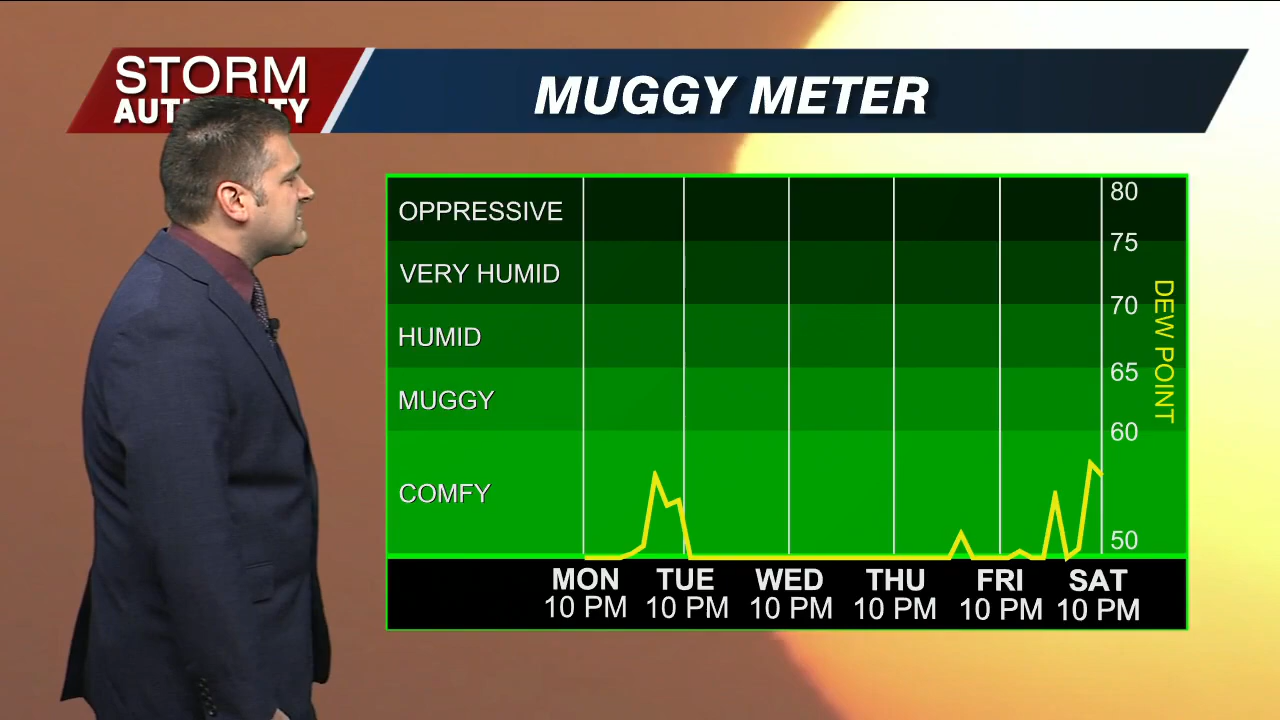 STORM
MUGGY METER
OPPRESSIVE
VERY HUMID
HUMID
MUGGY
COMFY
80
75
70
65
60
50
DEW POINT
MON TUE WED THU FRI SAT
10 PM 10 PM 10 PM 10 PM 10 PM 10 PM